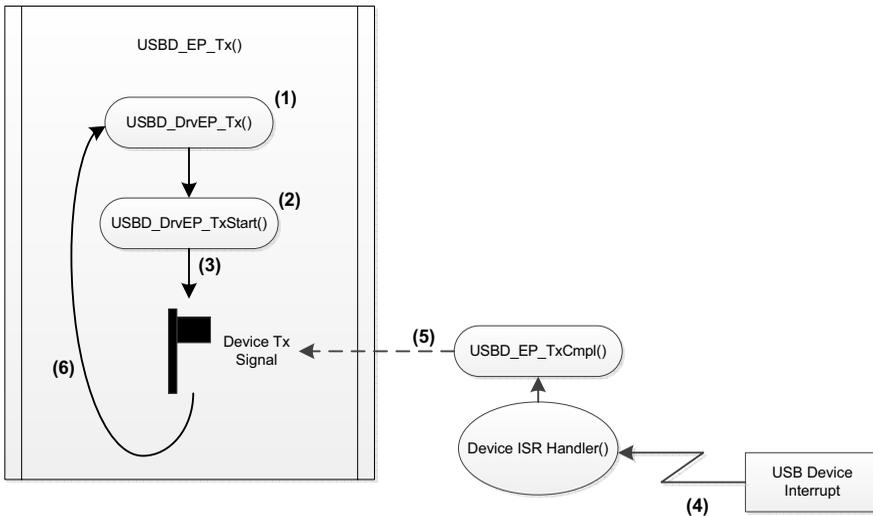 USBD_EP_Tx()
(1)
USBD_DrvEP_Tx()
(2)
USBD_DrvEP_TxStart()
(3)
Device Tx
Signal
(5)
USBD_EP_TxCmpl()
(6)
Device ISR Handler()
USB Device
Interrupt
(4)